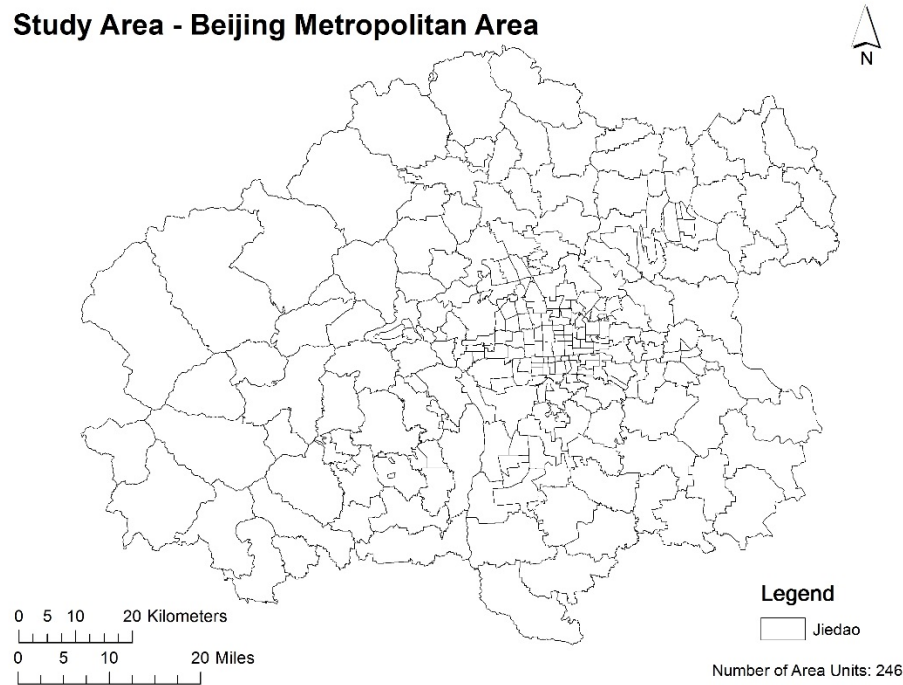 Study Area - Beijing Metropolitan Area
N
Legend
Jiedao
0 5 10 20 Kilometers
0 5 10 20 Miles
Number of Area Units: 246